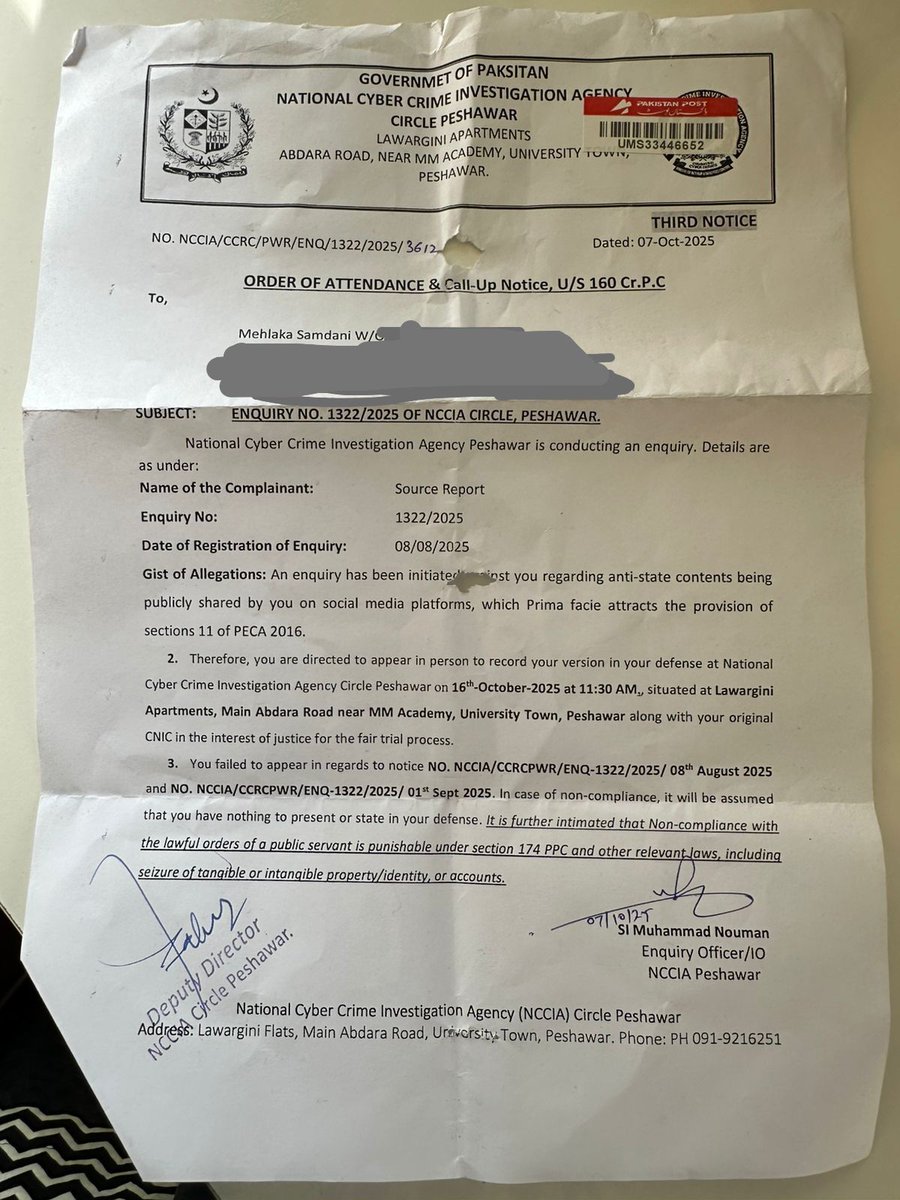 GOVERNMET OF PAKSITAN
NATIONAL CYBER CRIME INVESTIGATION AGENCY
CIRCLE PESHAWAR
LAWARGINI APARTMENTS
ABDARA ROAD, NEAR MM ACADEMY, UNIVERSITY TOWN,
PESHAWAR.
PAKISTAN POST
UMS33446652
THIRD NOTICE
NO. NCCIA/CCRC/PWR/ENQ/1322/2025/3612
Dated: 07-Oct-2025
ORDER OF ATTENDANCE & Call-Up Notice, U/S 160 Cr.P.C
To,
Mehlaka Samdani W/O
SUBJECT: ENQUIRY NO. 1322/2025 OF NCCIA CIRCLE, PESHAWAR.
National Cyber Crime Investigation Agency Peshawar is conducting an enquiry. Details are
as under:
Name of the Complainant: Source Report
Enquiry No: 1322/2025
Date of Registration of Enquiry: 08/08/2025
Gist of Allegations: An enquiry has been initiated against you regarding anti-state contents being
publicly shared by you on social media platforms, which Prima facie attracts the provision of
sections 11 of PECA 2016.
2. Therefore, you are directed to appear in person to record your version in your defense at National
Cyber Crime Investigation Agency Circle Peshawar on 16th-October-2025 at 11:30 AM., situated at Lawargini
Apartments, Main Abdara Road near MM Academy, University Town, Peshawar along with your original
CNIC in the interest of justice for the fair trial process.
3. You failed to appear in regards to notice NO. NCCIA/CCRCPWR/ENQ-1322/2025/ 08th August 2025
and NO. NCCIA/CCRCPWR/ENQ-1322/2025/ 01st Sept 2025. In case of non-compliance, it will be assumed
that you have nothing to present or state in your defense. It is further intimated that Non-compliance with
the lawful orders of a public servant is punishable under section 174 PPC and other relevant laws, including
seizure of tangible or intangible property/identity, or accounts.
07/10/25
SI Muhammad Nouman
Enquiry Officer/IO
NCCIA Peshawar
Deputy Director
NCCIA Circle Peshawar.
National Cyber Crime Investigation Agency (NCCIA) Circle Peshawar
Address: Lawargini Flats, Main Abdara Road, University Town, Peshawar. Phone: PH 091-9216251